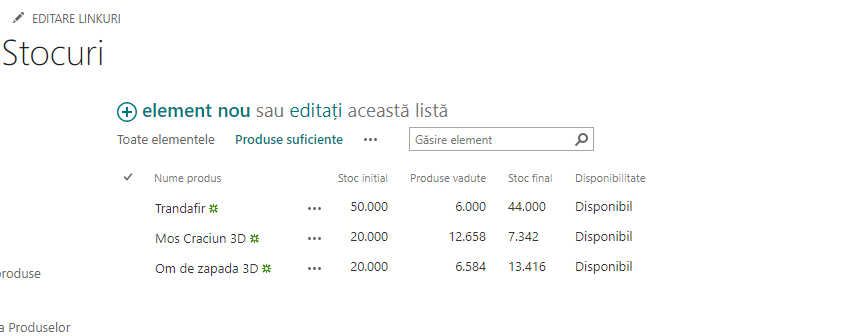 EDITARE LINKURI
Stocuri
element nou sau editați această listă
Toate elementele Produse suficiente ••• Găsire element
Nume produs Stoc initial Produse vadute Stoc final Disponibilitate
Trandafir ••• 50.000 6.000 44.000 Disponibil
Mos Craciun 3D ••• 20.000 12.658 7.342 Disponibil
Om de zapada 3D ••• 20.000 6.584 13.416 Disponibil
produse
a Produselor